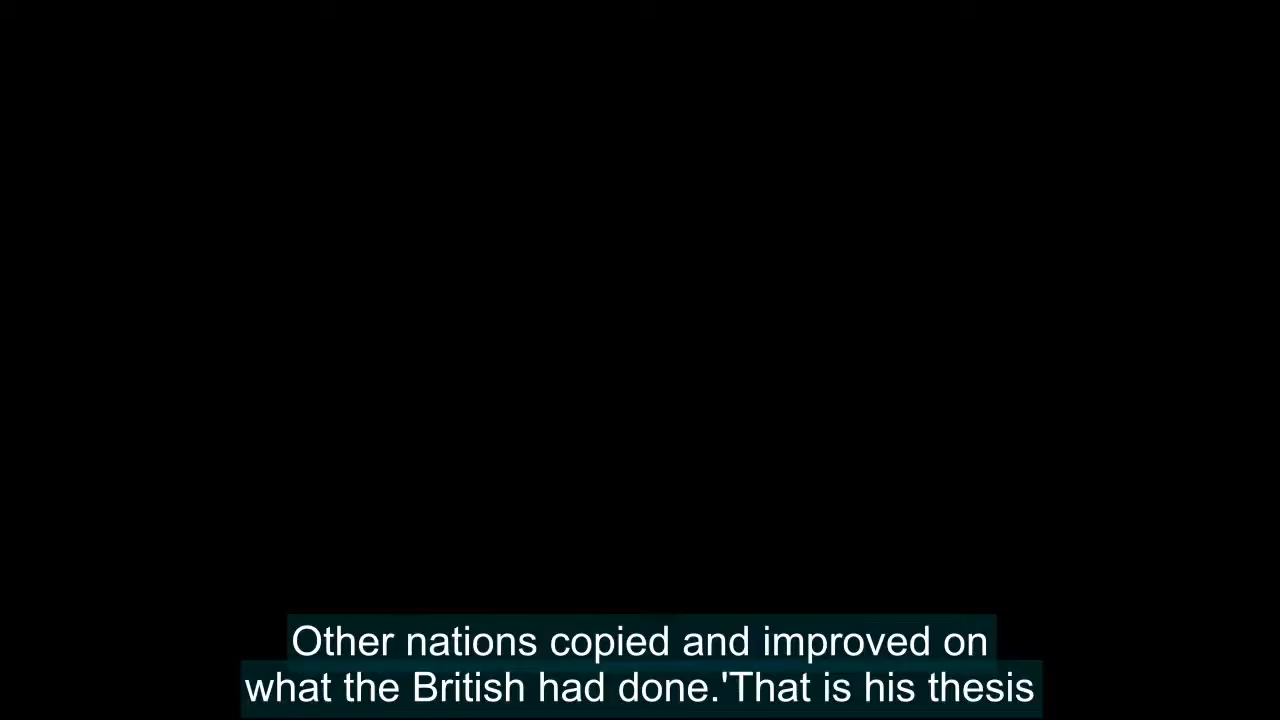 Other nations copied and improved on
what the British had done.'That is his thesis